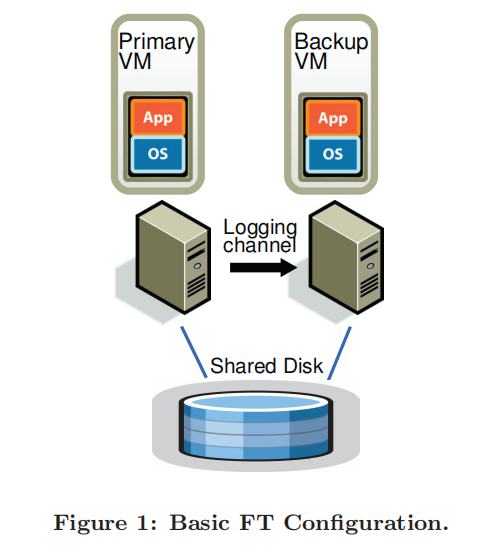 Primary
VM
Backup
VM
App
OS
App
OS
Logging
channel
Shared Disk
Figure 1: Basic FT Configuration.